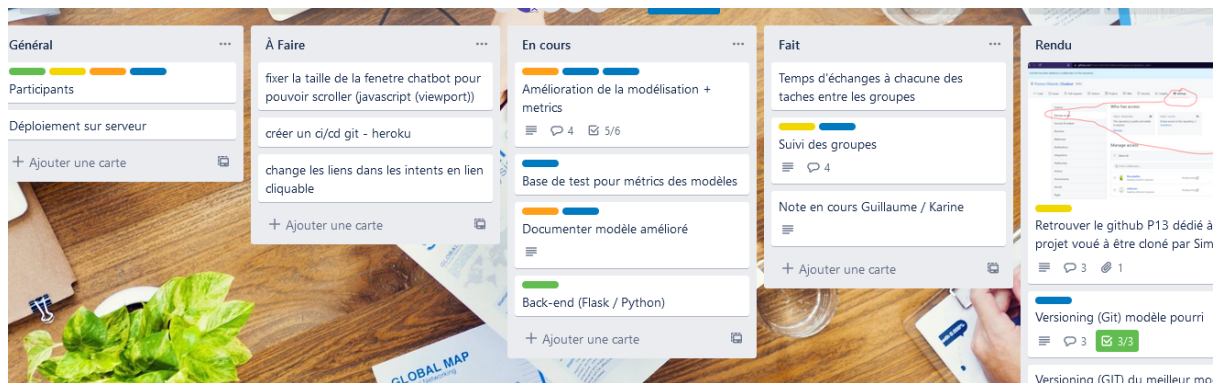 Général
Participants
Déploiement sur serveur
Ajouter une carte
À Faire
fixer la taille de la fenetre chatbot pour
pouvoir scroller (javascript (viewport))
créer un ci/cd git - heroku
change les liens dans les intents en lien
cliquable
Ajouter une carte
En cours
Amélioration de la modélisation +
metrics
4 5/6
Base de test pour métrics des modèles
Documenter modèle amélioré
Back-end (Flask / Python)
Ajouter une carte
Fait
Temps d'échanges à chacune des
taches entre les groupes
Suivi des groupes
4
Note en cours Guillaume / Karine
Ajouter une carte
Rendu
Retrouver le github P13 dédié à
projet voué à être cloné par Sim
3 1
Versioning (Git) modèle pourri
3 3/3
Versioning (GIT) du meilleur mo
GLOBAL MAP